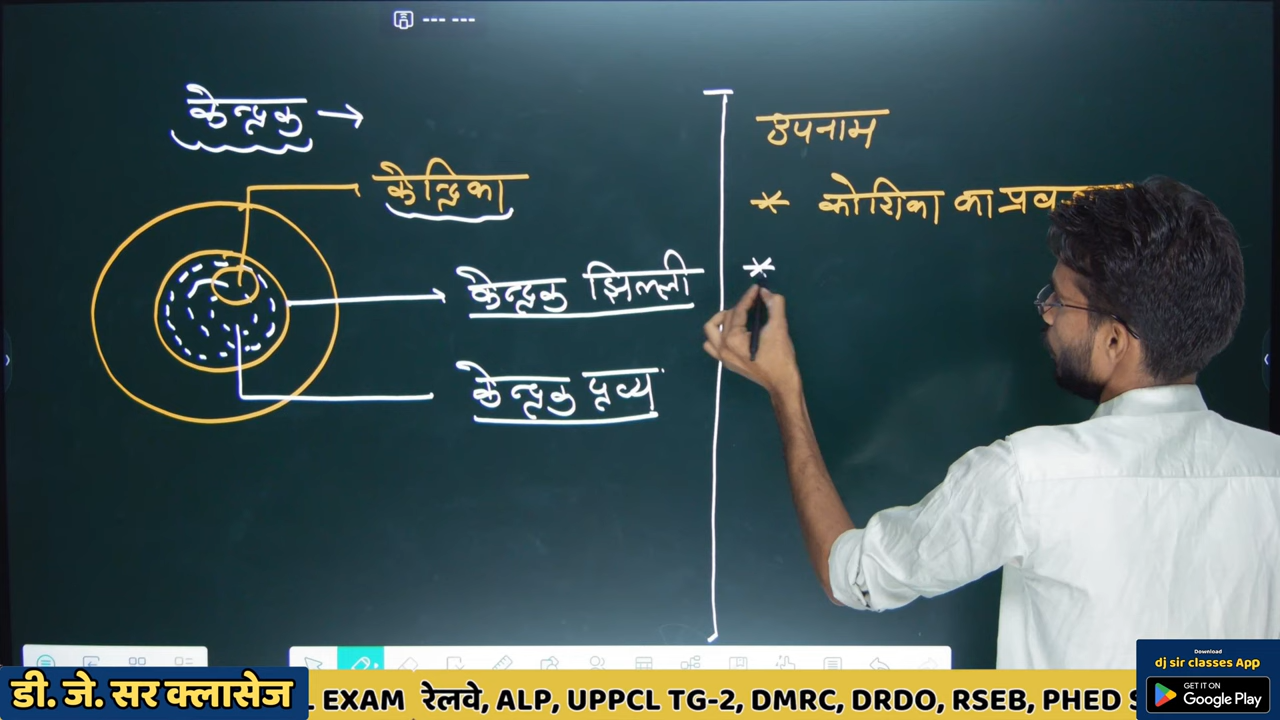 केन्द्रक →
केन्द्रिका
केन्द्रक झिल्ली
केन्द्रक द्रव्य
उपनाम
* कोशिका का
*
डी. जे. सर क्लासेज
EXAM रेलवे, ALP, UPPCL TG-2, DMRC, DRDO, RSEB, PHED
Download
dj sir classes App
GET IT ON
Google Play